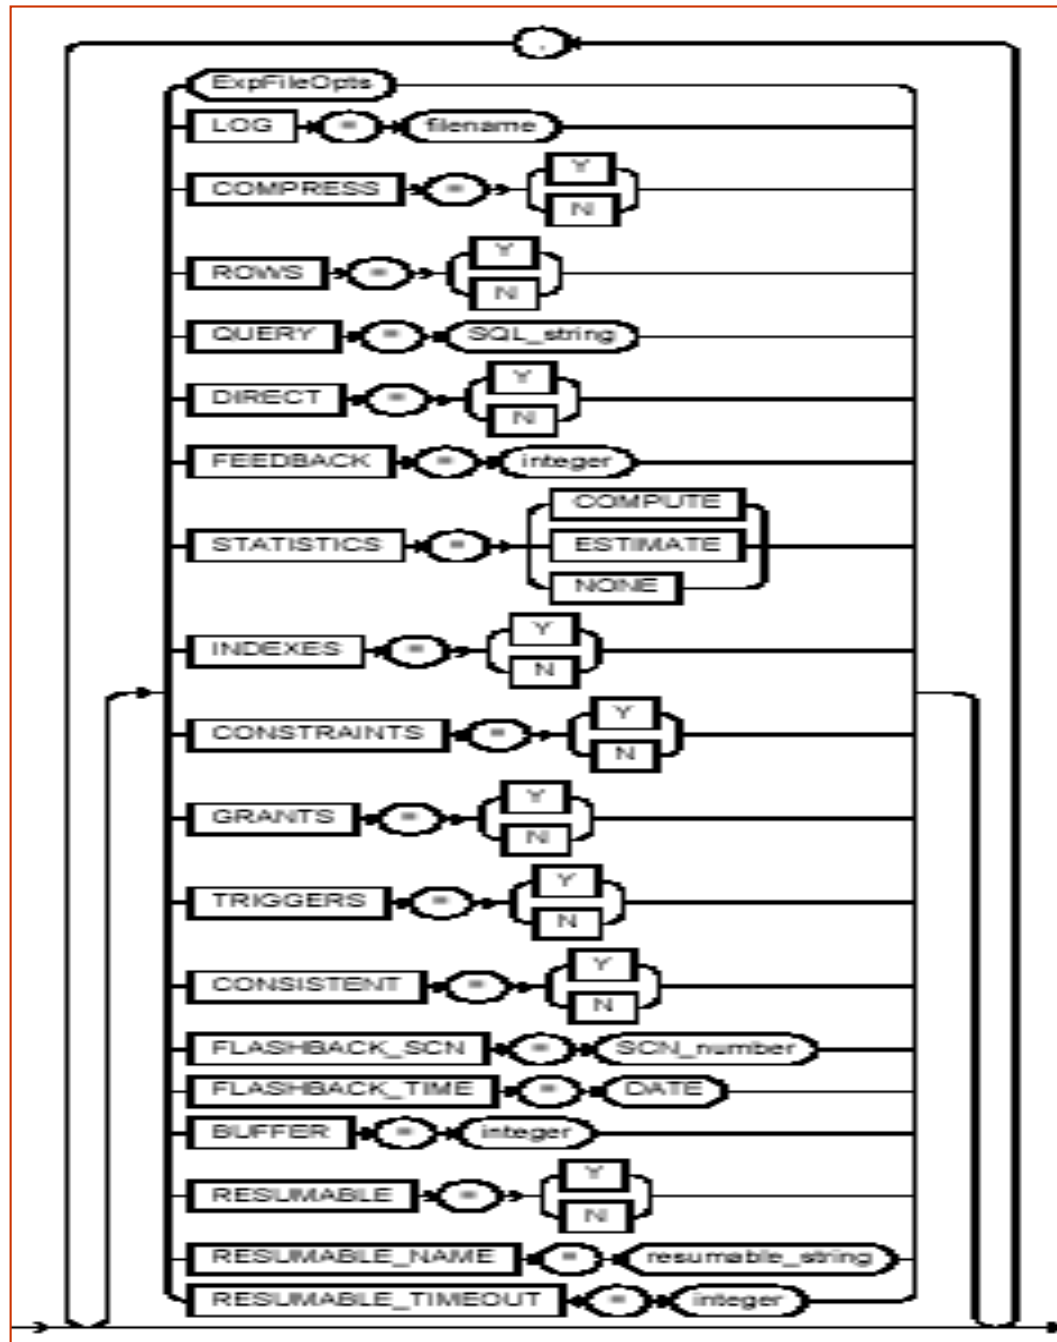 ,
ExpFileOpts
LOG = filename
COMPRESS = Y
N
ROWS = Y
N
QUERY = SQL_string
DIRECT = Y
N
FEEDBACK = integer
STATISTICS = COMPUTE
ESTIMATE
NONE
INDEXES = Y
N
CONSTRAINTS = Y
N
GRANTS = Y
N
TRIGGERS = Y
N
CONSISTENT = Y
N
FLASHBACK_SCN = SCN_number
FLASHBACK_TIME = DATE
BUFFER = integer
RESUMABLE = Y
N
RESUMABLE_NAME = resumable_string
RESUMABLE_TIMEOUT = integer